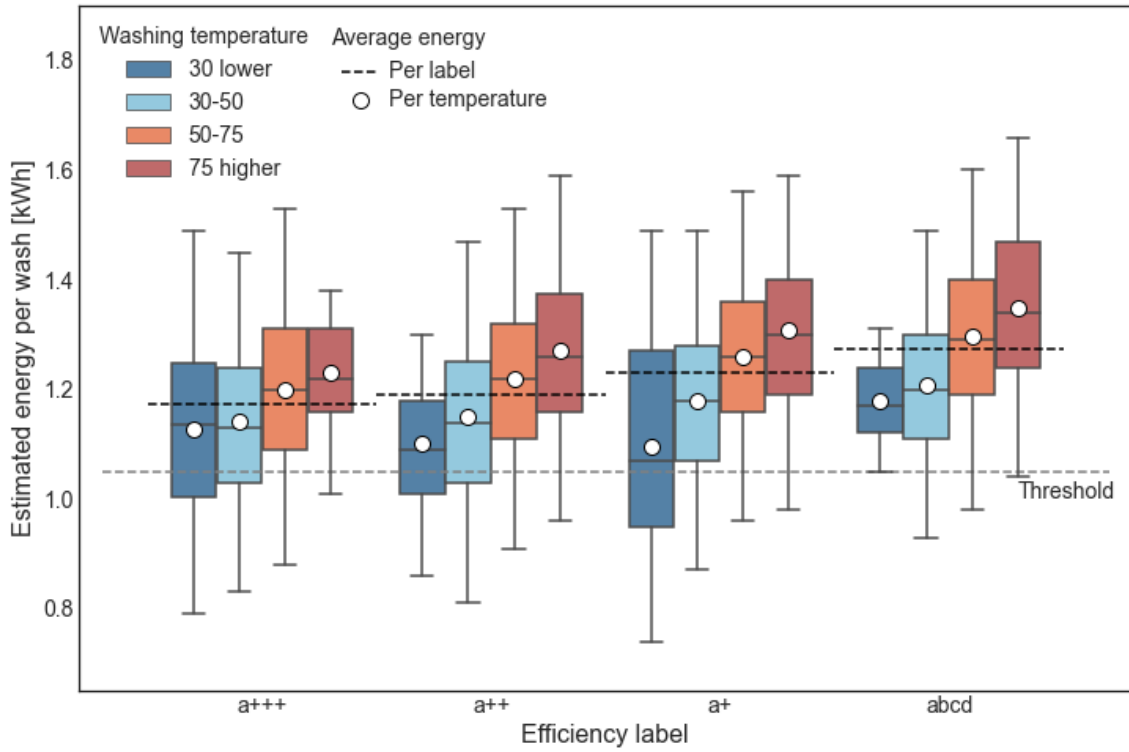 Washing temperature
30 lower
30-50
50-75
75 higher
Average energy
Per label
Per temperature
Estimated energy per wash [kWh]
1.8
1.6
1.4
1.2
1.0
0.8
Threshold
a+++
a++
a+
abcd
Efficiency label